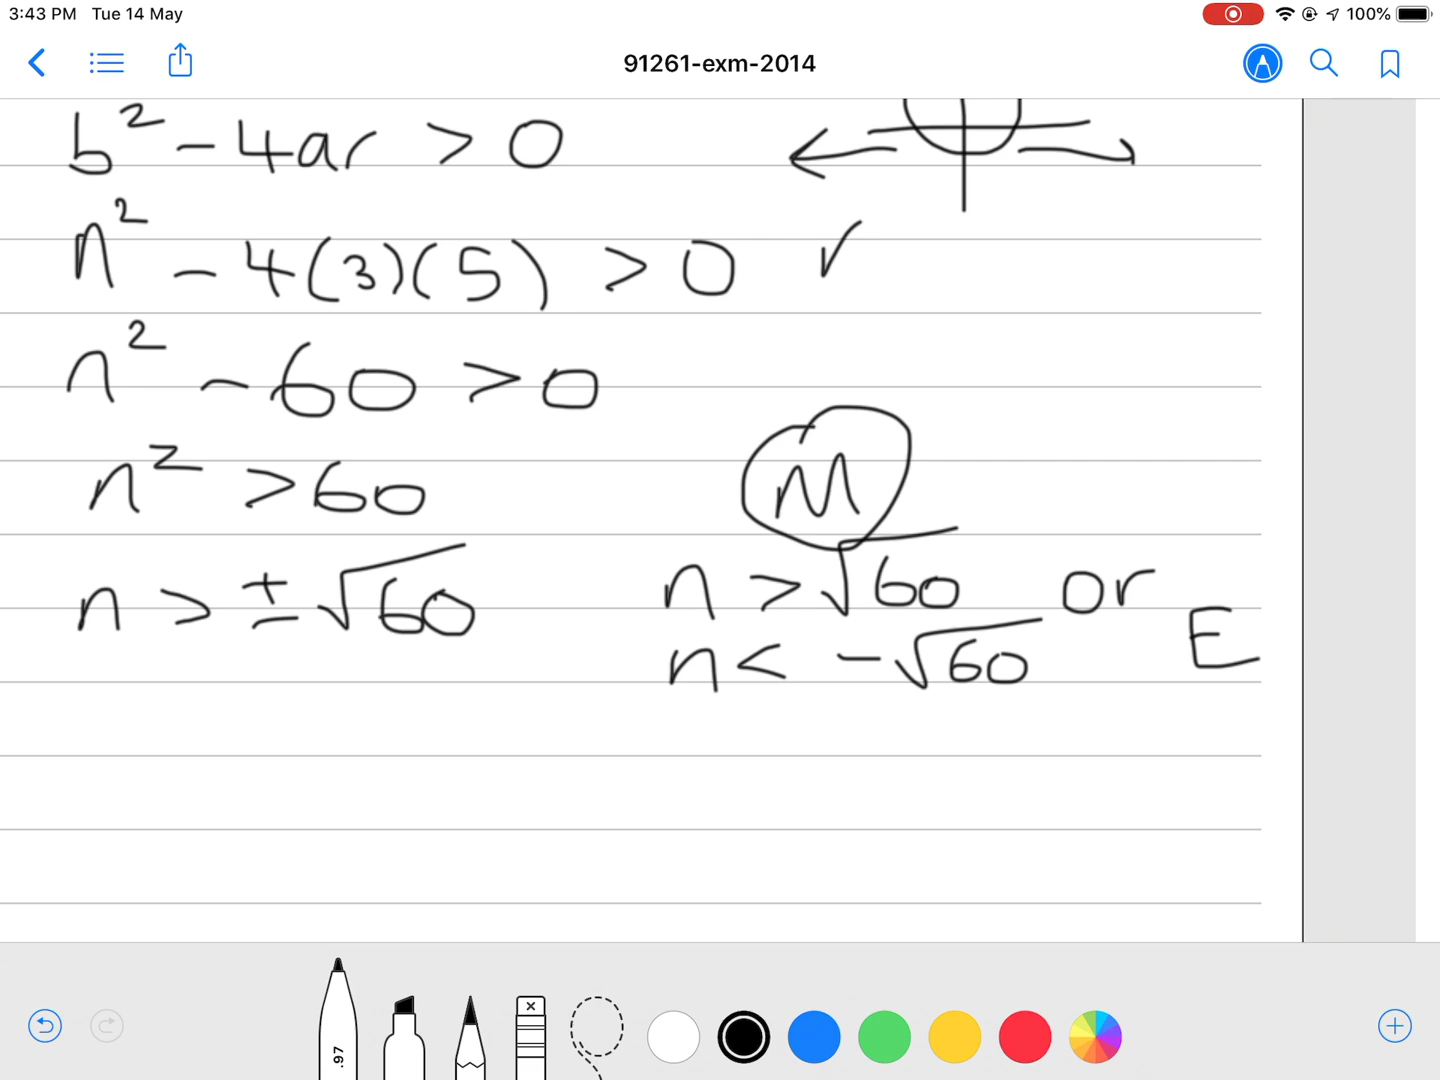 3:43 PM Tue 14 May 100%
91261-exm-2014
b² - 4ac > 0
n² - 4(3)(5) > 0 ✓
n² - 60 > 0
n² > 60
M
n > ±√60
n > √60 or
n < -√60
E
.97